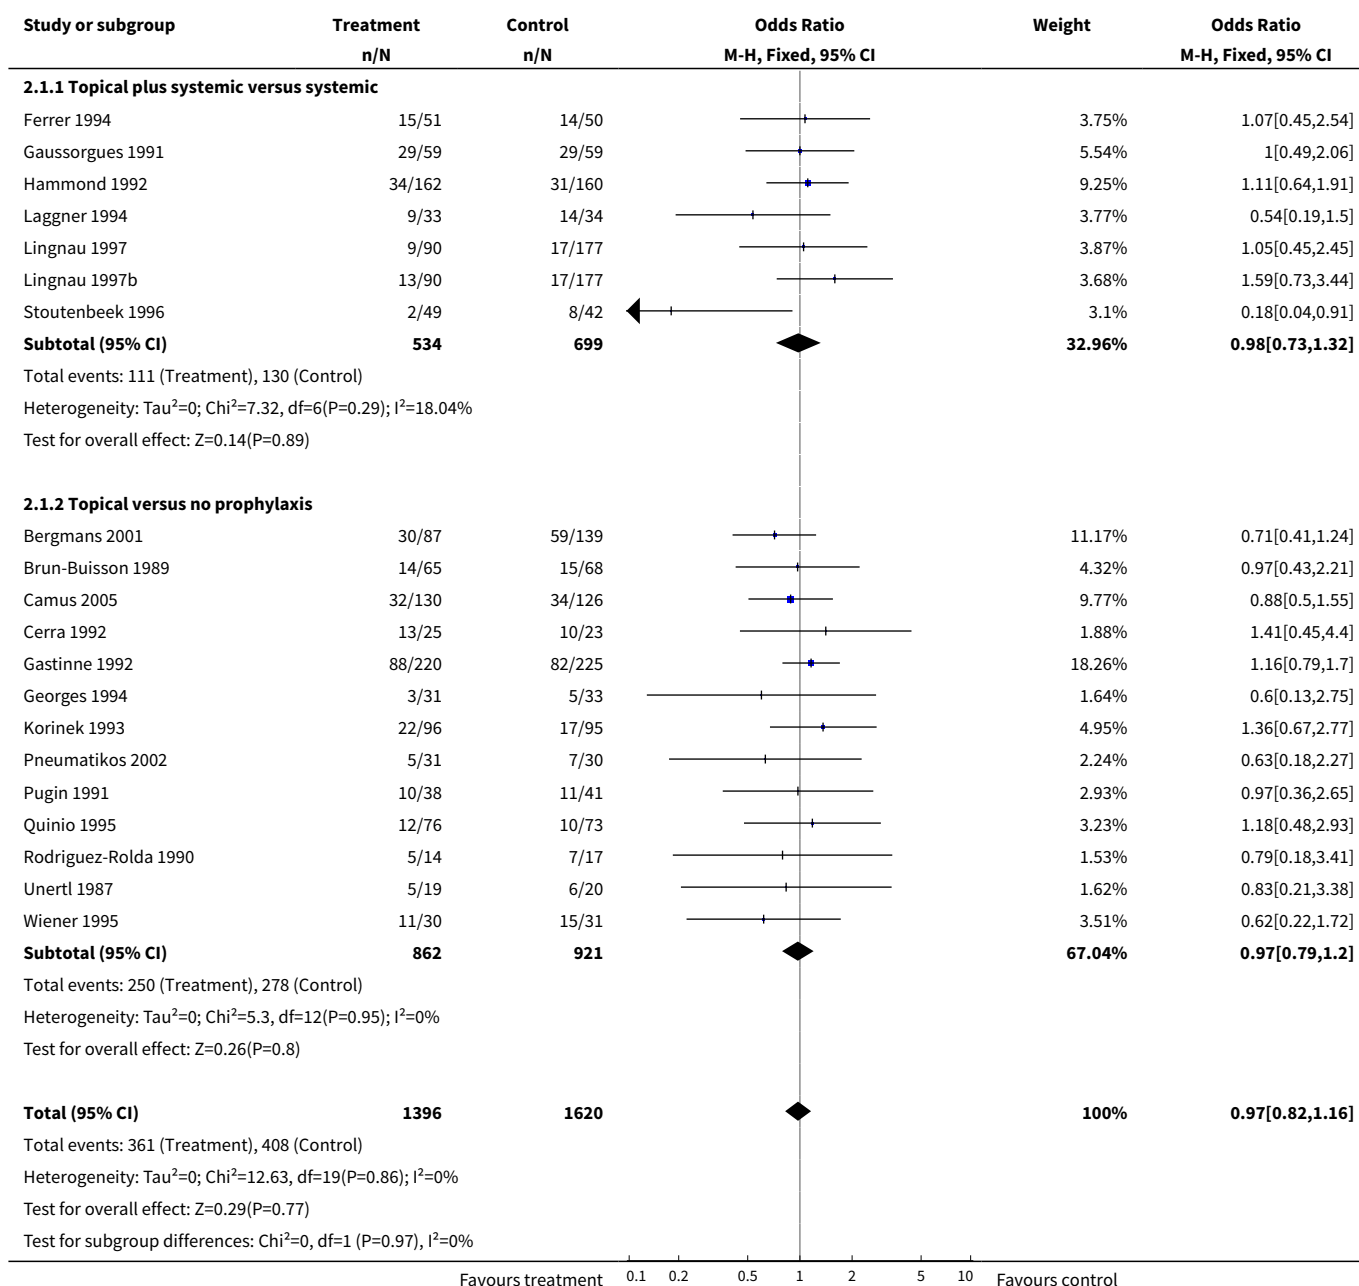 Study or subgroup Treatment Control Odds Ratio Weight Odds Ratio
n/N n/N M-H, Fixed, 95% CI M-H, Fixed, 95% CI
2.1.1 Topical plus systemic versus systemic
Ferrer 1994 15/51 14/50 3.75% 1.07[0.45,2.54]
Gaussorgues 1991 29/59 29/59 5.54% 1[0.49,2.06]
Hammond 1992 34/162 31/160 9.25% 1.11[0.64,1.91]
Laggner 1994 9/33 14/34 3.77% 0.54[0.19,1.5]
Lingnau 1997 9/90 17/177 3.87% 1.05[0.45,2.45]
Lingnau 1997b 13/90 17/177 3.68% 1.59[0.73,3.44]
Stoutenbeek 1996 2/49 8/42 3.1% 0.18[0.04,0.91]
Subtotal (95% CI) 534 699 32.96% 0.98[0.73,1.32]
Total events: 111 (Treatment), 130 (Control)
Heterogeneity: Tau²=0; Chi²=7.32, df=6(P=0.29); I²=18.04%
Test for overall effect: Z=0.14(P=0.89)
2.1.2 Topical versus no prophylaxis
Bergmans 2001 30/87 59/139 11.17% 0.71[0.41,1.24]
Brun-Buisson 1989 14/65 15/68 4.32% 0.97[0.43,2.21]
Camus 2005 32/130 34/126 9.77% 0.88[0.5,1.55]
Cerra 1992 13/25 10/23 1.88% 1.41[0.45,4.4]
Gastinne 1992 88/220 82/225 18.26% 1.16[0.79,1.7]
Georges 1994 3/31 5/33 1.64% 0.6[0.13,2.75]
Korinek 1993 22/96 17/95 4.95% 1.36[0.67,2.77]
Pneumatikos 2002 5/31 7/30 2.24% 0.63[0.18,2.27]
Pugin 1991 10/38 11/41 2.93% 0.97[0.36,2.65]
Quinio 1995 12/76 10/73 3.23% 1.18[0.48,2.93]
Rodriguez-Rolda 1990 5/14 7/17 1.53% 0.79[0.18,3.41]
Unertl 1987 5/19 6/20 1.62% 0.83[0.21,3.38]
Wiener 1995 11/30 15/31 3.51% 0.62[0.22,1.72]
Subtotal (95% CI) 862 921 67.04% 0.97[0.79,1.2]
Total events: 250 (Treatment), 278 (Control)
Heterogeneity: Tau²=0; Chi²=5.3, df=12(P=0.95); I²=0%
Test for overall effect: Z=0.26(P=0.8)
Total (95% CI) 1396 1620 100% 0.97[0.82,1.16]
Total events: 361 (Treatment), 408 (Control)
Heterogeneity: Tau²=0; Chi²=12.63, df=19(P=0.86); I²=0%
Test for overall effect: Z=0.29(P=0.77)
Test for subgroup differences: Chi²=0, df=1 (P=0.97), I²=0%
Favours treatment 0.1 0.2 0.5 1 2 5 10 Favours control